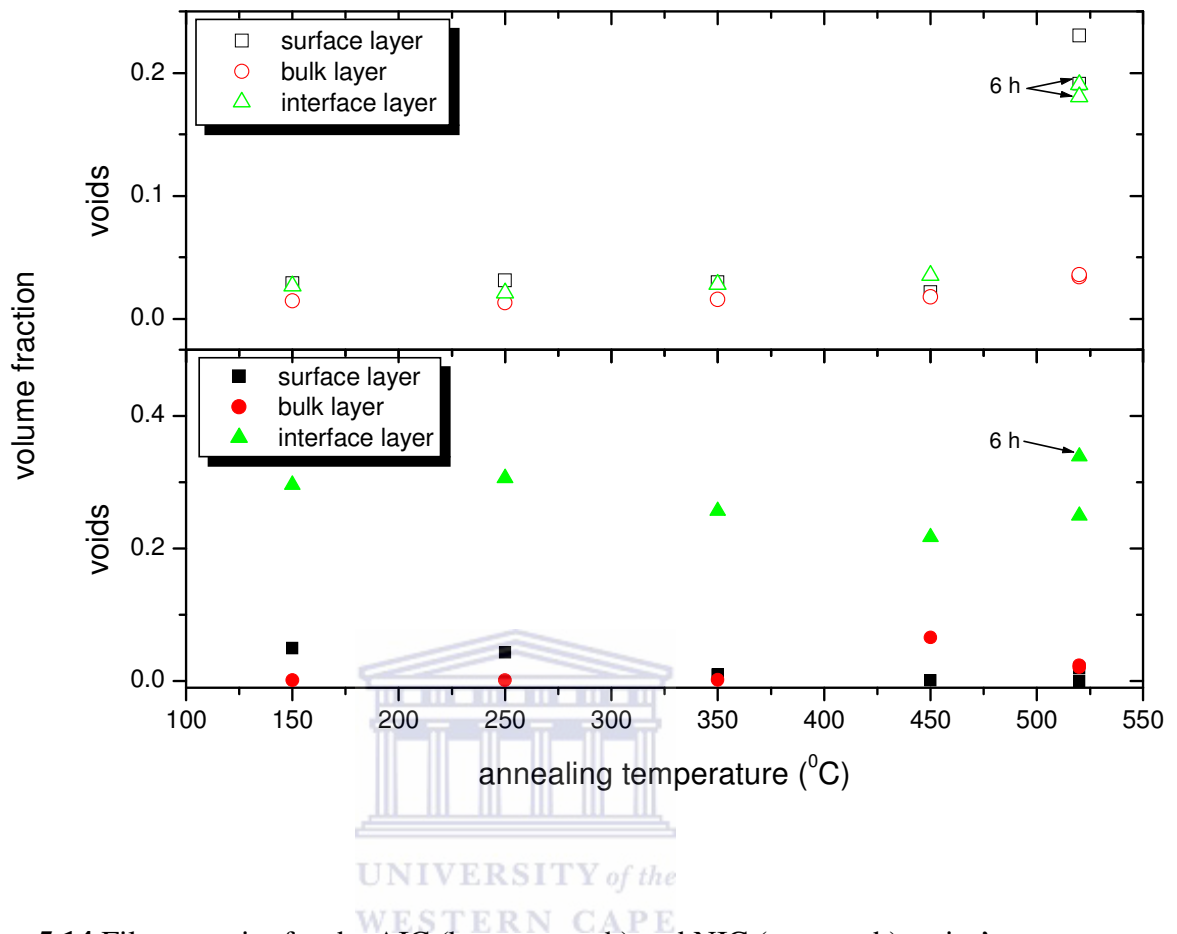 surface layer
bulk layer
interface layer
6 h
0.2
0.1
0.0
voids
volume fraction
surface layer
bulk layer
interface layer
6 h
0.4
0.2
0.0
voids
100 150 200 250 300 350 400 450 500 550
annealing temperature (⁰C)
UNIVERSITY of the
WESTERN CAPE
5.14